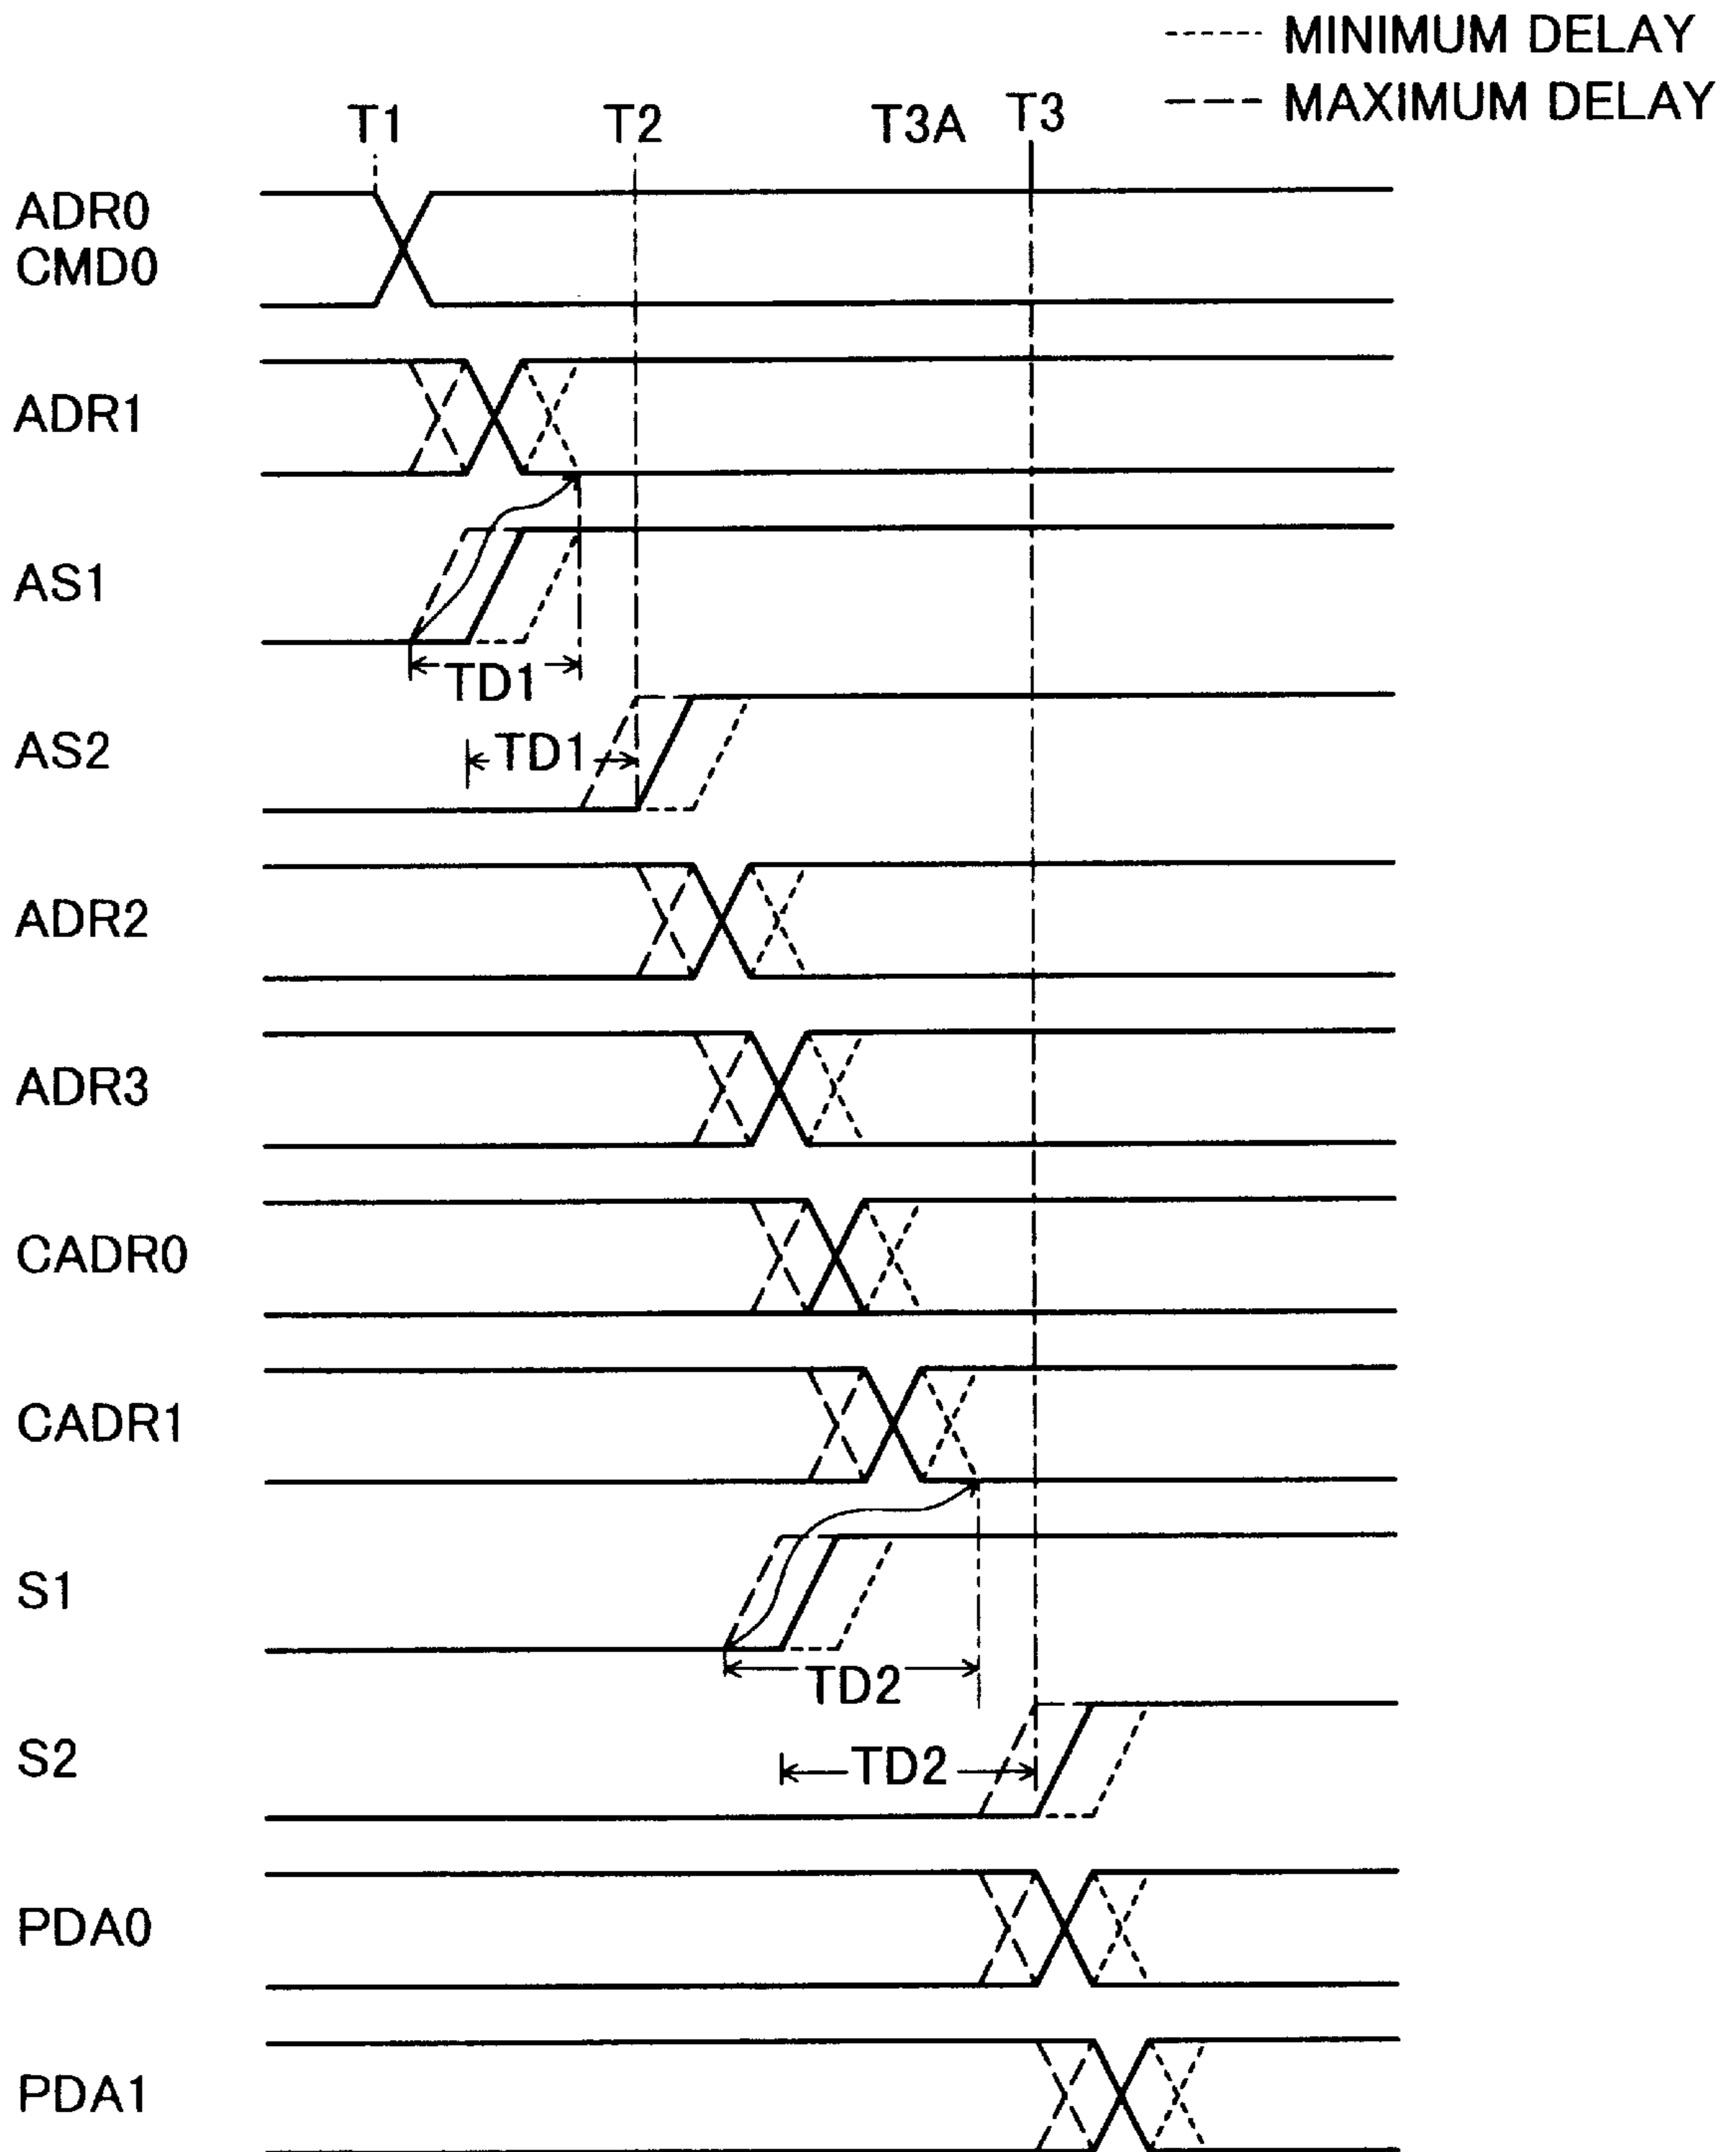 MINIMUM DELAY
MAXIMUM DELAY
T1 T2 T3A T3
ADR0
CMD0
ADR1
AS1
TD1
AS2
TD1
ADR2
ADR3
CADR0
CADR1
S1
TD2
S2
TD2
PDA0
PDA1